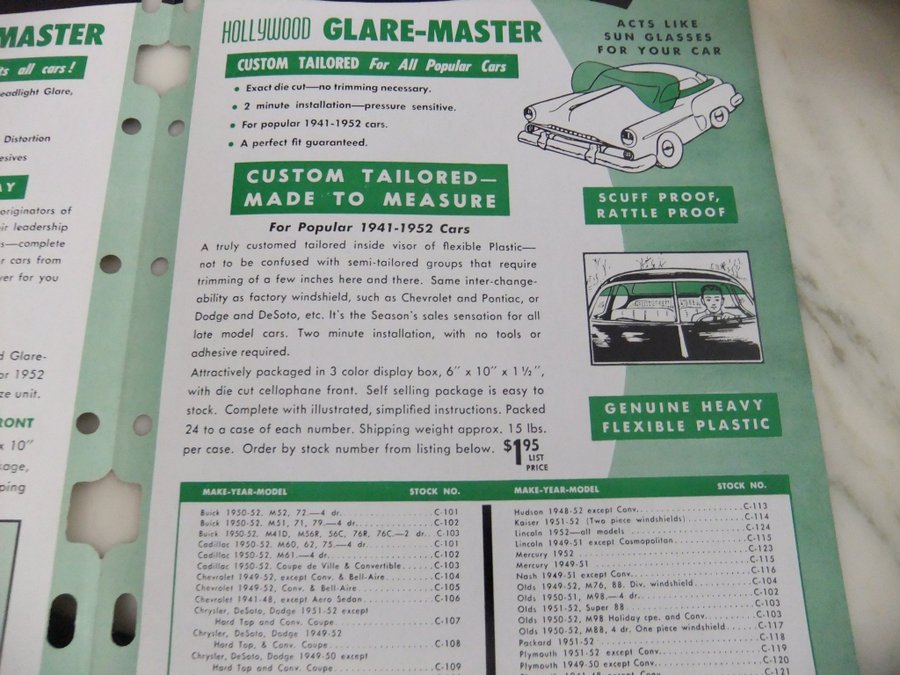 MASTER
ts all cars!
eadlight Glare,
Distortion
esives
AY
originators of
ir leadership
s—complete
r cars from
ver for you
d Glare-
or 1952
ze unit.
RONT
x 10"
kage,
ping
HOLLYWOOD GLARE-MASTER
CUSTOM TAILORED For All Popular Cars
• Exact die cut—no trimming necessary.
• 2 minute installation—pressure sensitive.
• For popular 1941-1952 cars.
• A perfect fit guaranteed.
CUSTOM TAILORED—
MADE TO MEASURE
For Popular 1941-1952 Cars
A truly customed tailored inside visor of flexible Plastic—
not to be confused with semi-tailored groups that require
trimming of a few inches here and there. Same inter-change-
ability as factory windshield, such as Chevrolet and Pontiac, or
Dodge and DeSoto, etc. It's the Season's sales sensation for all
late model cars. Two minute installation, with no tools or
adhesive required.
Attractively packaged in 3 color display box, 6" x 10" x 1½",
with die cut cellophane front. Self selling package is easy to
stock. Complete with illustrated, simplified instructions. Packed
24 to a case of each number. Shipping weight approx. 15 lbs.
per case. Order by stock number from listing below. $1.95
LIST
PRICE
ACTS LIKE
SUN GLASSES
FOR YOUR CAR
SCUFF PROOF,
RATTLE PROOF
GENUINE HEAVY
FLEXIBLE PLASTIC
MAKE-YEAR-MODEL STOCK NO.
Buick 1950-52. M52, 72.—4 dr. C-101
Buick 1950-52. M51, 71, 79.—4 dr. C-102
Buick 1950-52. M41D, M56R, 56C, 76R, 76C.—2 dr. C-103
Cadillac 1950-52. M60, 62, 75.—4 dr. C-101
Cadillac 1950-52. M61.—4 dr. C-102
Cadillac 1950-52. Coupe de Ville & Convertible C-103
Chevrolet 1949-52, except Conv. & Bell-Aire C-104
Chevrolet 1949-52, Conv. & Bell-Aire C-105
Chevrolet 1941-48, except Aero Sedan C-106
Chrysler, DeSoto, Dodge 1951-52 except
Hard Top and Conv. Coupe C-107
Chrysler, DeSoto, Dodge 1949-52
Hard Top, & Conv. Coupe C-108
Chrysler, DeSoto, Dodge 1949-50 except
Hard Top and Conv. Coupe C-109
MAKE-YEAR-MODEL STOCK NO.
Hudson 1948-52 except Conv. C-113
Kaiser 1951-52 (Two piece windshields) C-114
Lincoln 1952—all models C-124
Lincoln 1949-51 except Cosmopolitan C-115
Mercury 1952 C-123
Mercury 1949-51 C-115
Nash 1949-51 except Conv. C-116
Olds 1949-52, M76, 88. Div. windshield C-104
Olds 1950-51, M98.—4 dr. C-102
Olds 1951-52, Super 88 C-103
Olds 1950-52, M98 Holiday cpe. and Conv. C-103
Olds 1950-52, M88, 4 dr. One piece windshield C-117
Packard 1951-52 C-118
Plymouth 1951-52 except Conv. C-119
Plymouth 1949-50 except Conv. C-120
C-121